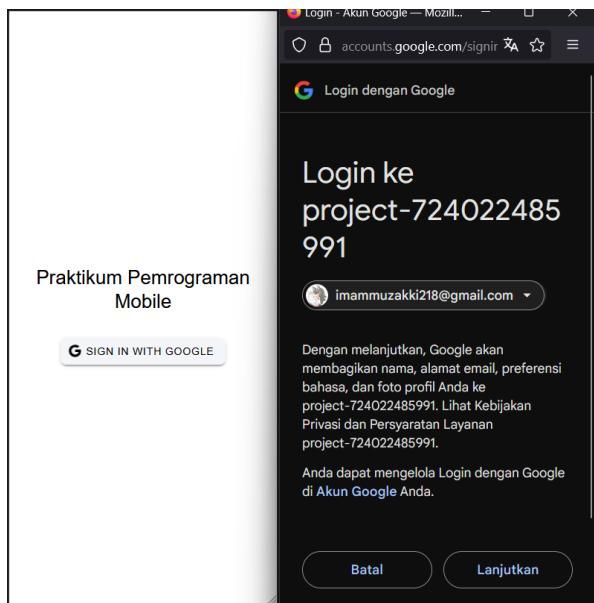 Praktikum Pemrograman
Mobile
SIGN IN WITH GOOGLE
Login - Akun Google — Mozill...
accounts.google.com/signir
Login dengan Google
Login ke
project-724022485
991
imammuzakki218@gmail.com
Dengan melanjutkan, Google akan
membagikan nama, alamat email, preferensi
bahasa, dan foto profil Anda ke
project-724022485991. Lihat Kebijakan
Privasi dan Persyaratan Layanan
project-724022485991.
Anda dapat mengelola Login dengan Google
di Akun Google Anda.
Batal
Lanjutkan